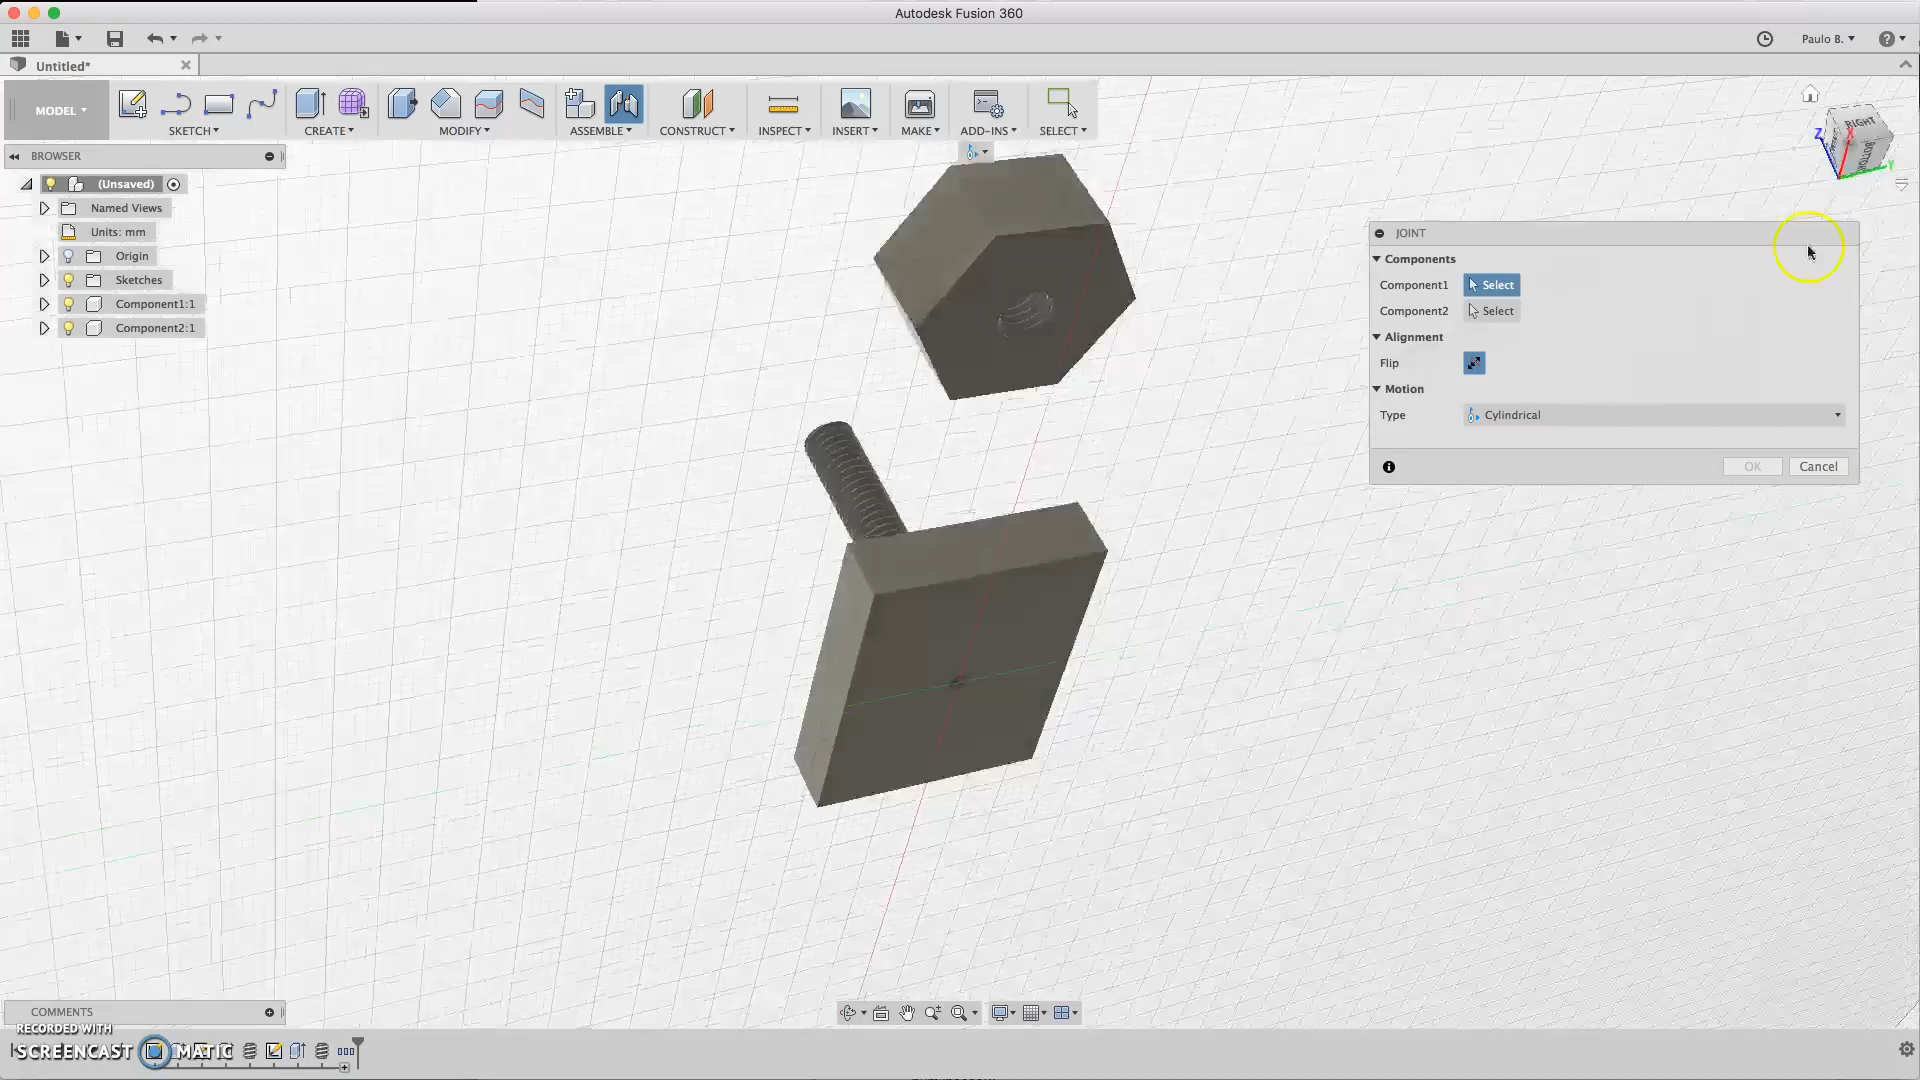 Autodesk Fusion 360
Paulo B.
Untitled*
MODEL
SKETCH
CREATE
MODIFY
ASSEMBLE
CONSTRUCT
INSPECT
INSERT
MAKE
ADD-INS
SELECT
BROWSER
(Unsaved)
Named Views
Units: mm
Origin
Sketches
Component1:1
Component2:1
RIGHT
BOTTOM
Z
X
Y
JOINT
Components
Component1 Select
Component2 Select
Alignment
Flip
Motion
Type Cylindrical
OK Cancel
COMMENTS
RECORDED WITH
SCREENCAST MATIC